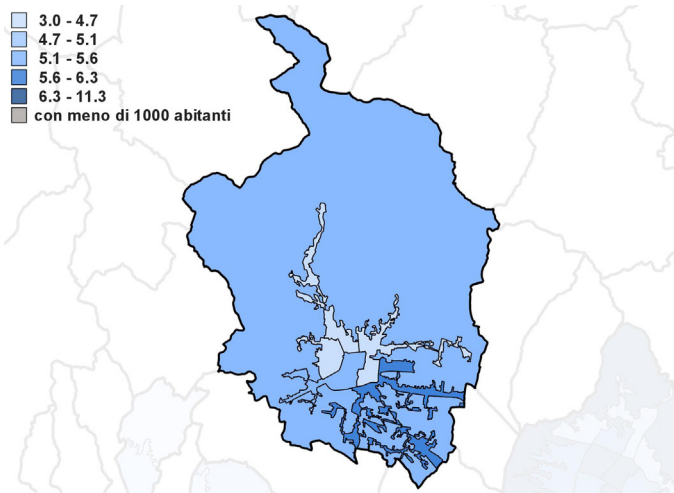 3.0 - 4.7
4.7 - 5.1
5.1 - 5.6
5.6 - 6.3
6.3 - 11.3
con meno di 1000 abitanti